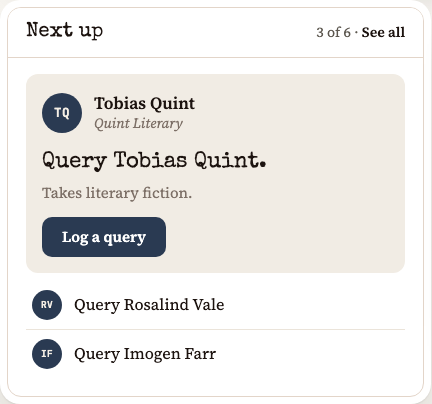 Next up
3 of 6 · See all
TQ
Tobias Quint
Quint Literary
Query Tobias Quint.
Takes literary fiction.
Log a query
RV
Query Rosalind Vale
IF
Query Imogen Farr